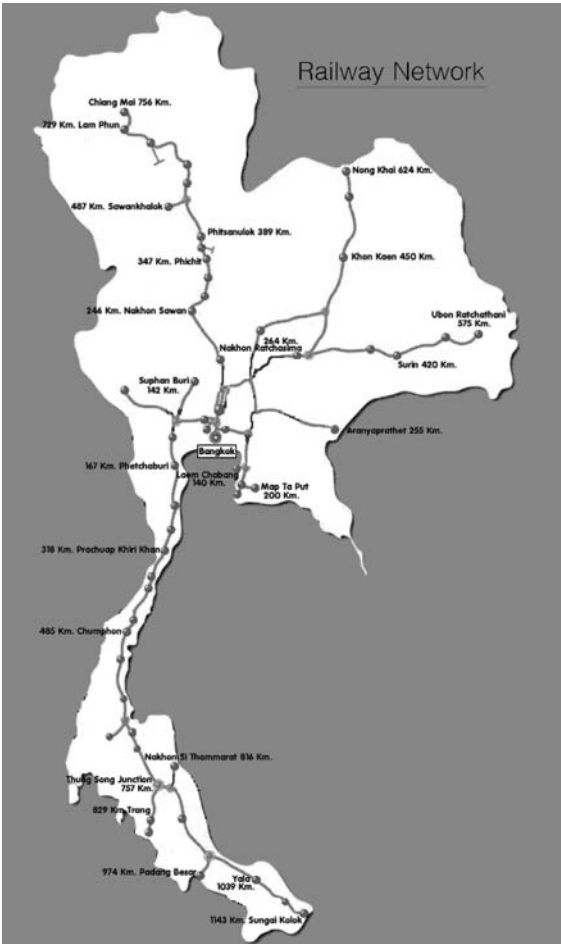 Railway Network
Chiang Mai 756 Km.
729 Km. Lam Phun
Nong Khai 624 Km.
487 Km. Sawankhalok
Phitsanulok 389 Km.
347 Km. Phichit
Khon Kaen 450 Km.
246 Km. Nakhon Sawan
Ubon Ratchathani
575 Km.
264 Km.
Nakhon Ratchasima
Surin 420 Km.
Suphan Buri
142 Km.
Aranyaprathet 255 Km.
Bangkok
167 Km. Phetchaburi
Laem Chabang
140 Km.
Map Ta Put
200 Km.
318 Km. Prachuap Khiri Khan
485 Km. Chumphon
Nakhon Si Thammarat 816 Km.
Thung Song Junction
757 Km.
829 Km. Trang
974 Km. Padang Besar
Yala
1039 Km.
1143 Km. Sungai Kolok